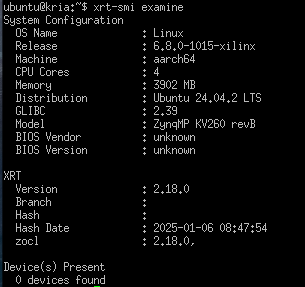 ubuntu@kria:~$ xrt-smi examine
System Configuration
  OS Name              : Linux
  Release              : 6.8.0-1015-xilinx
  Machine              : aarch64
  CPU Cores            : 4
  Memory               : 3902 MB
  Distribution         : Ubuntu 24.04.2 LTS
  GLIBC                : 2.39
  Model                : ZynqMP KV260 revB
  BIOS Vendor          : unknown
  BIOS Version         : unknown

XRT
  Version              : 2.18.0
  Branch               :
  Hash                 :
  Hash Date            : 2025-01-06 08:47:54
  zocl                 : 2.18.0,

Device(s) Present
  0 devices found